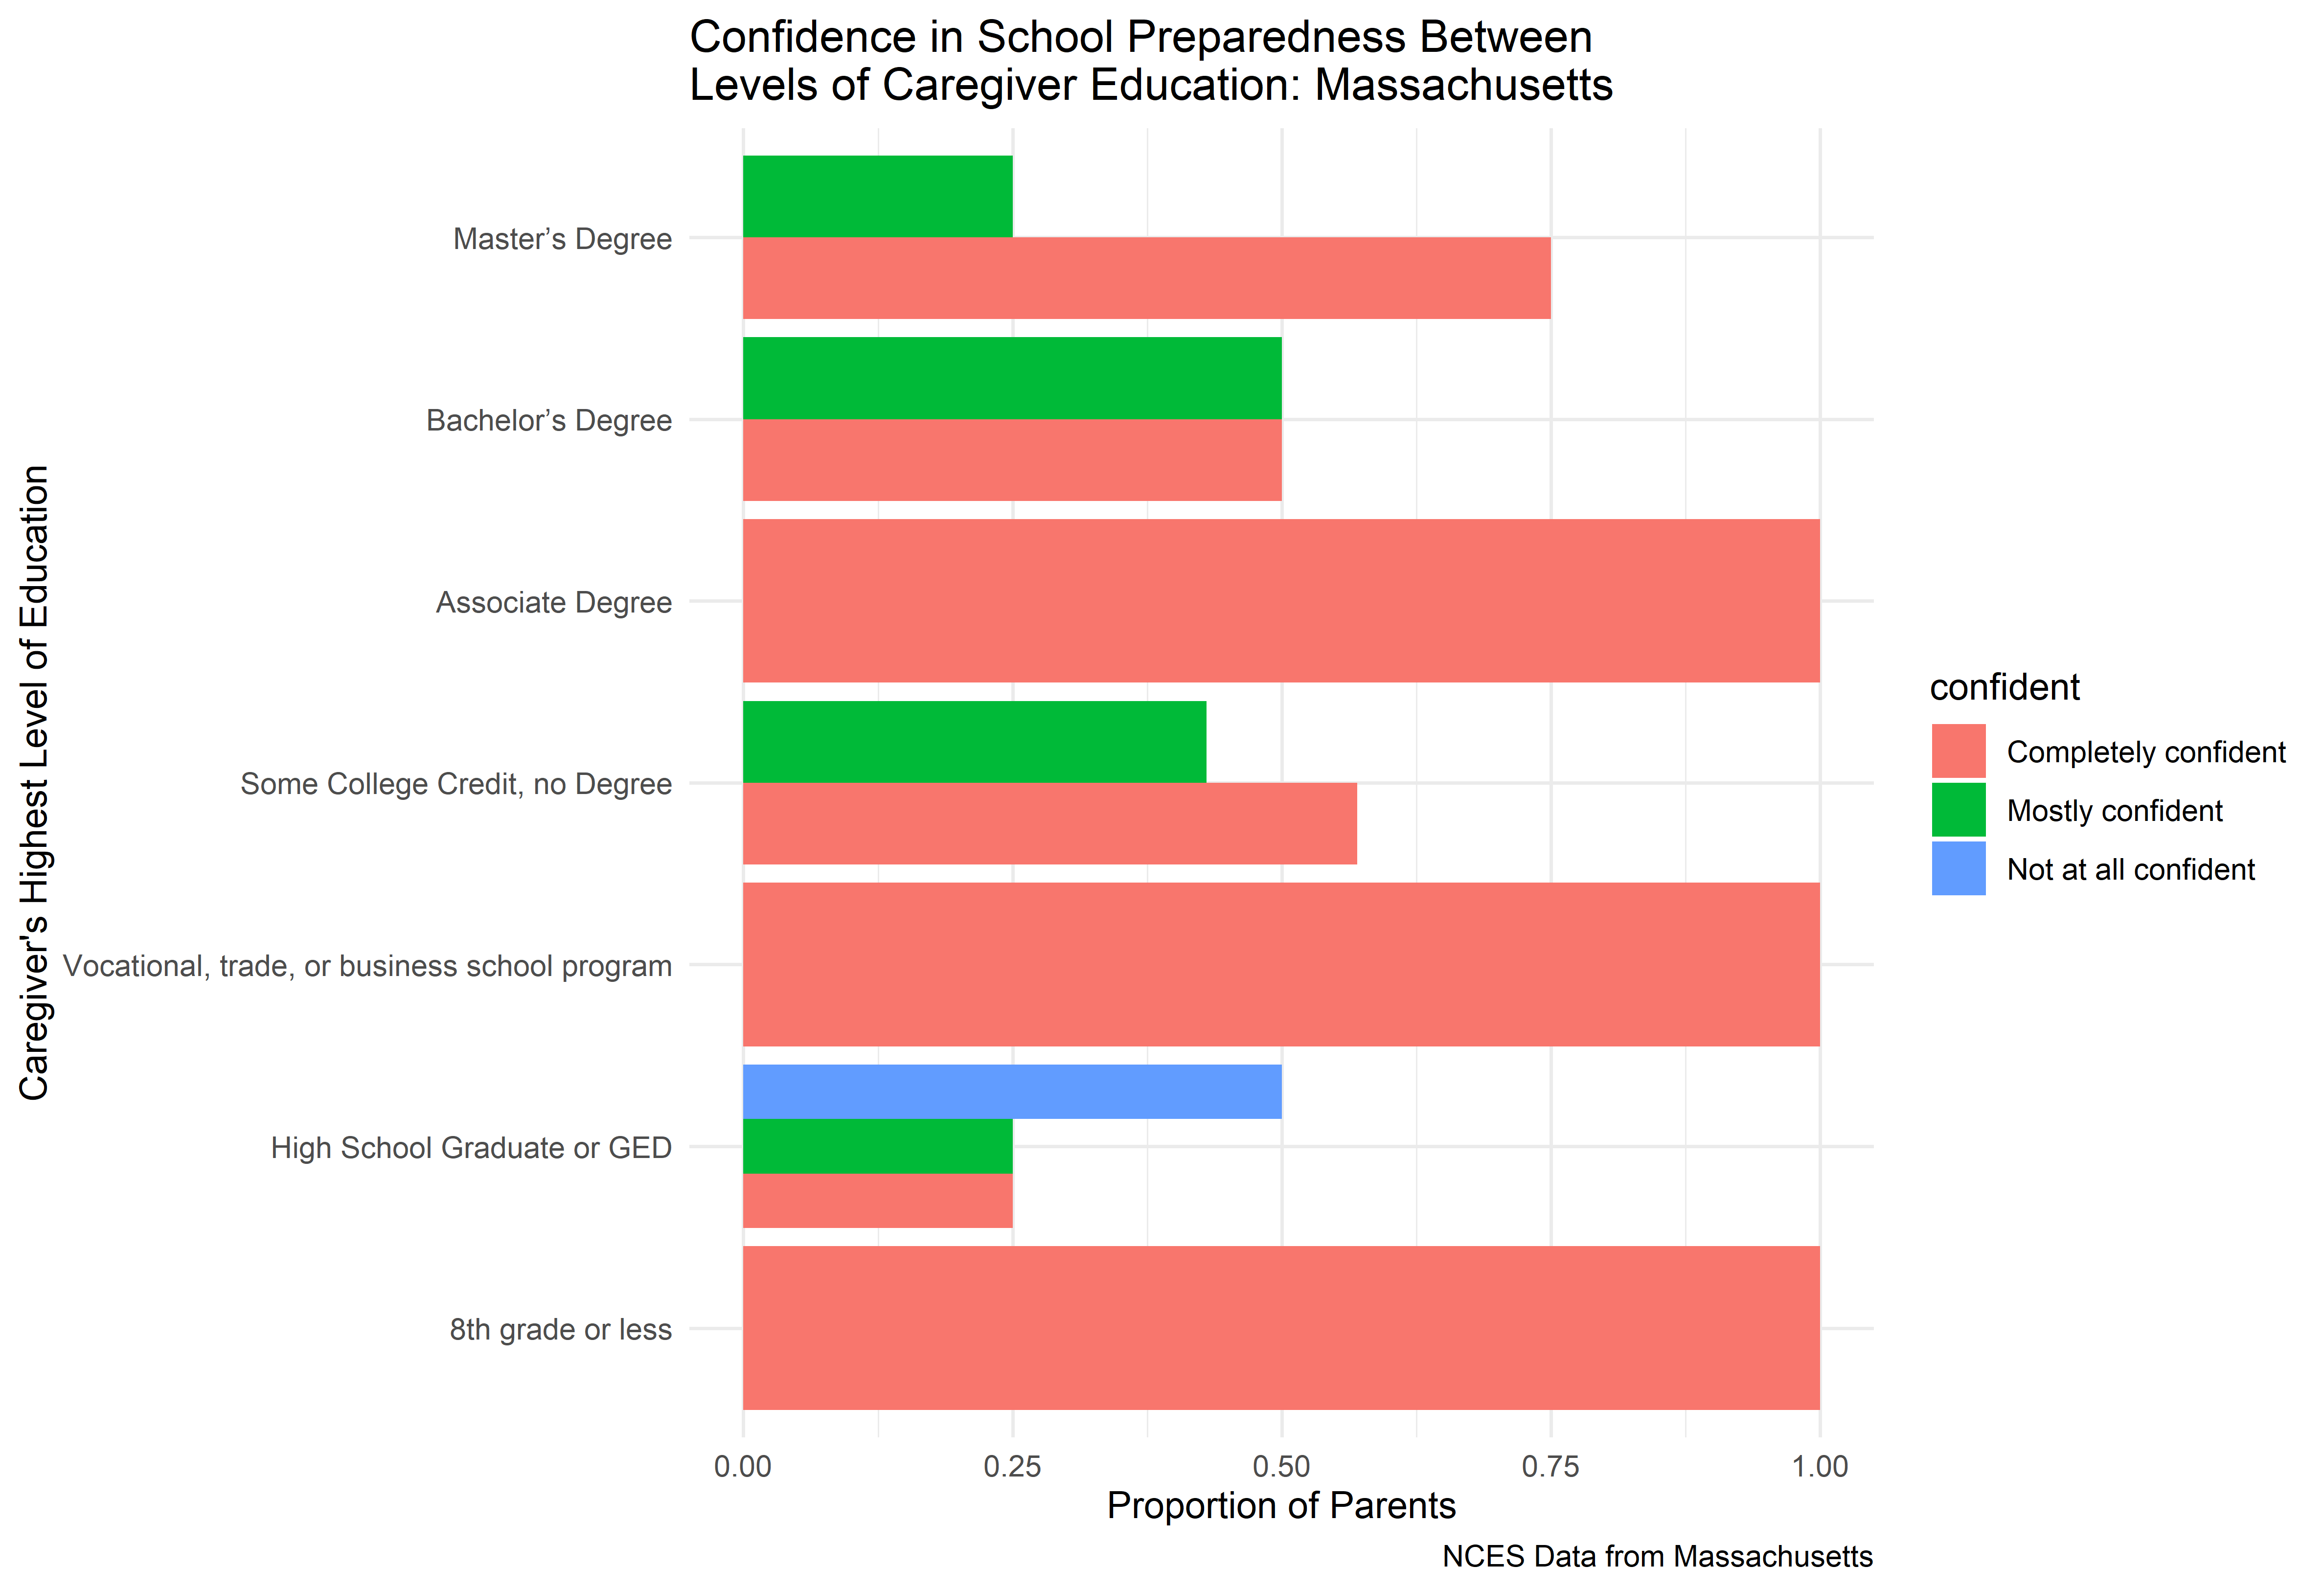 Confidence in School Preparedness Between
Levels of Caregiver Education: Massachusetts
Caregiver's Highest Level of Education
Master’s Degree
Bachelor’s Degree
Associate Degree
Some College Credit, no Degree
Vocational, trade, or business school program
High School Graduate or GED
8th grade or less
0.00 0.25 0.50 0.75 1.00
Proportion of Parents
confident
Completely confident
Mostly confident
Not at all confident
NCES Data from Massachusetts